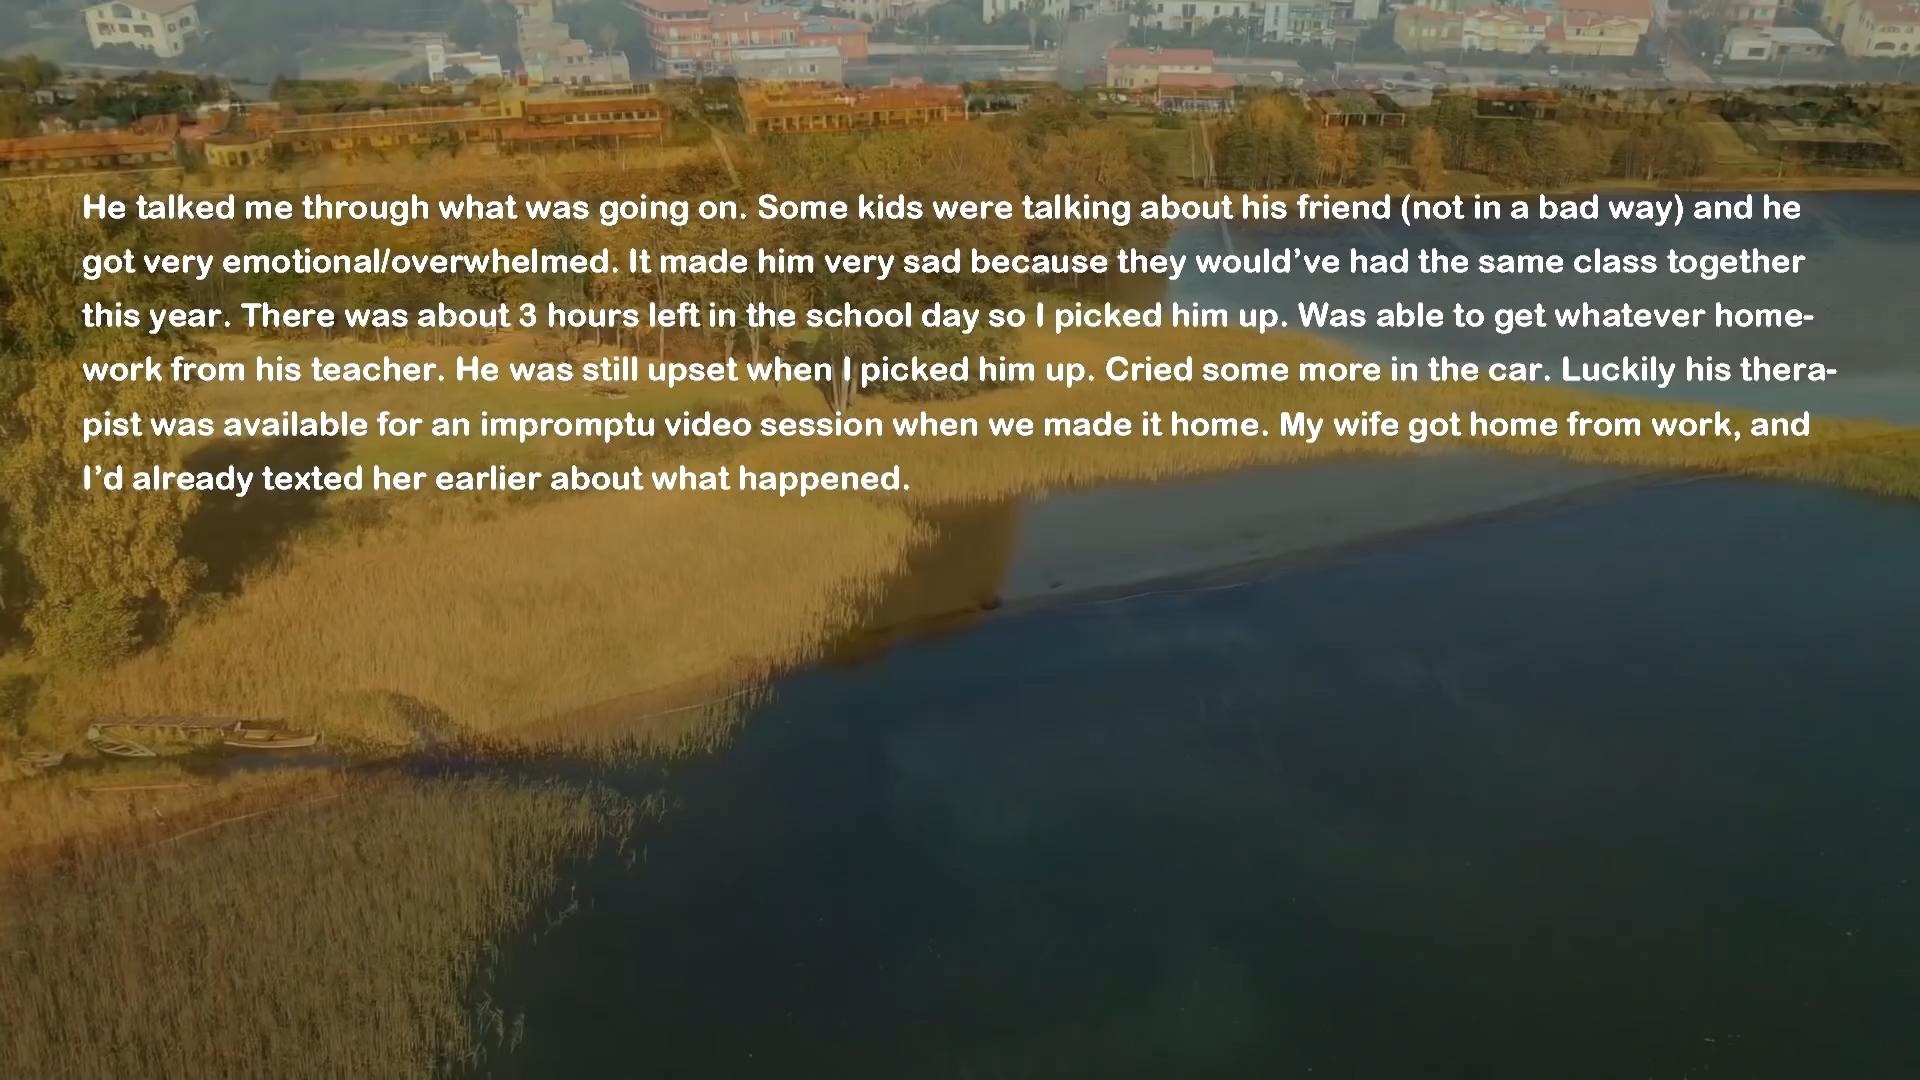 He talked me through what was going on. Some kids were talking about his friend (not in a bad way) and he
got very emotional/overwhelmed. It made him very sad because they would’ve had the same class together
this year. There was about 3 hours left in the school day so I picked him up. Was able to get whatever home-
work from his teacher. He was still upset when I picked him up. Cried some more in the car. Luckily his thera-
pist was available for an impromptu video session when we made it home. My wife got home from work, and
I’d already texted her earlier about what happened.